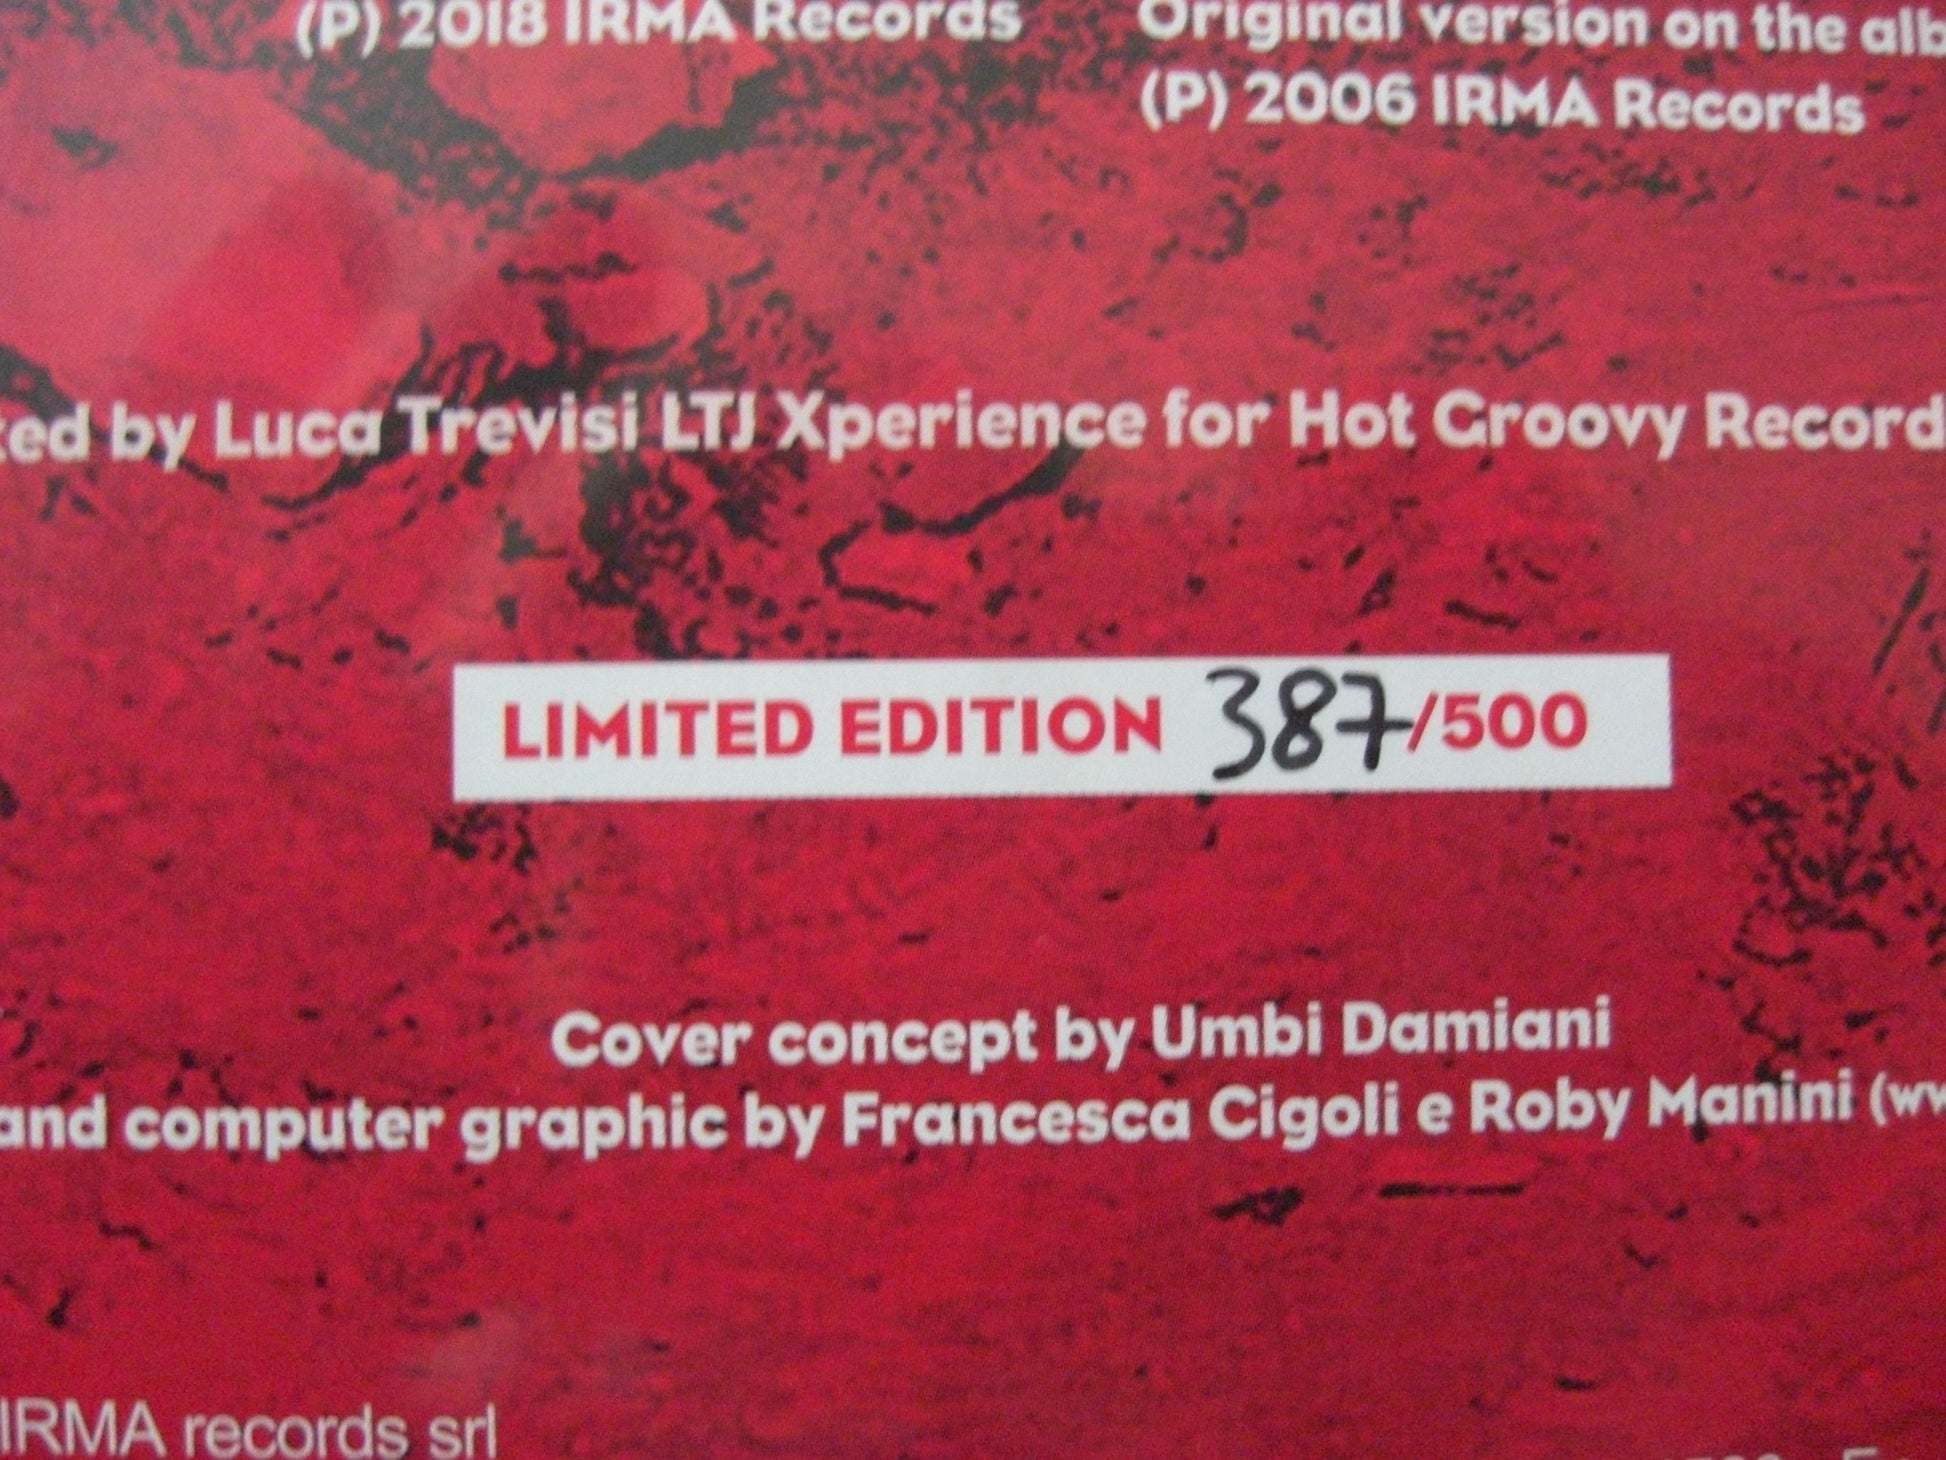 (P) 2018 IRMA Records
Original version on the
(P) 2006 IRMA Records
by Luca Trevisi LTJ Xperience for Hot Groovy
LIMITED EDITION 387/500
Cover concept by Umbi Damiani
and computer graphic by Francesca Cigoli e Roby Manini
IRMA records srl